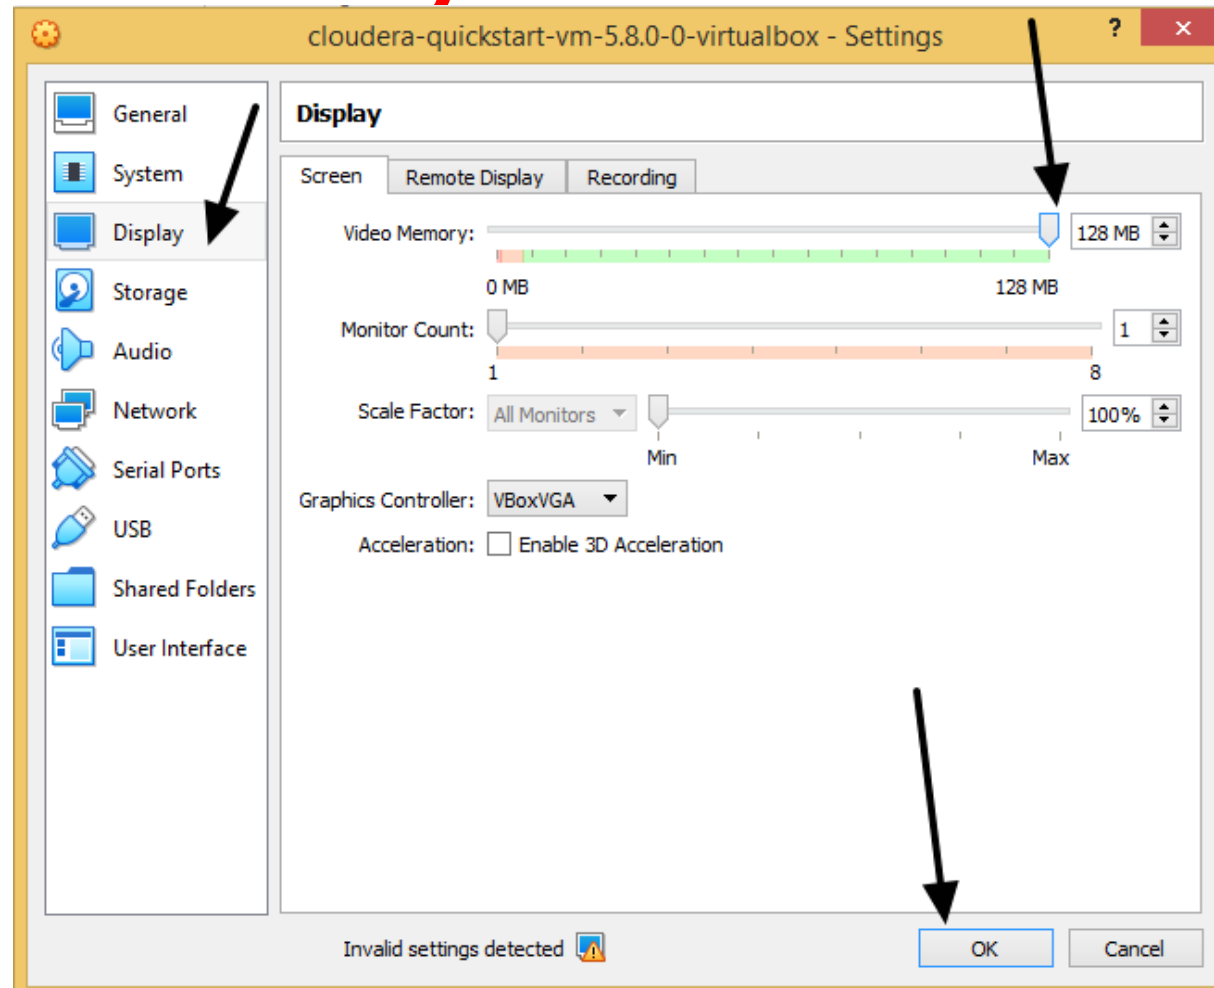 cloudera-quickstart-vm-5.8.0-0-virtualbox - Settings ? ×
General
System
Display
Storage
Audio
Network
Serial Ports
USB
Shared Folders
User Interface
Display
Screen Remote Display Recording
Video Memory: 128 MB
0 MB 128 MB
Monitor Count: 1
1 8
Scale Factor: All Monitors 100%
Min Max
Graphics Controller: VBoxVGA
Acceleration: Enable 3D Acceleration
Invalid settings detected OK Cancel